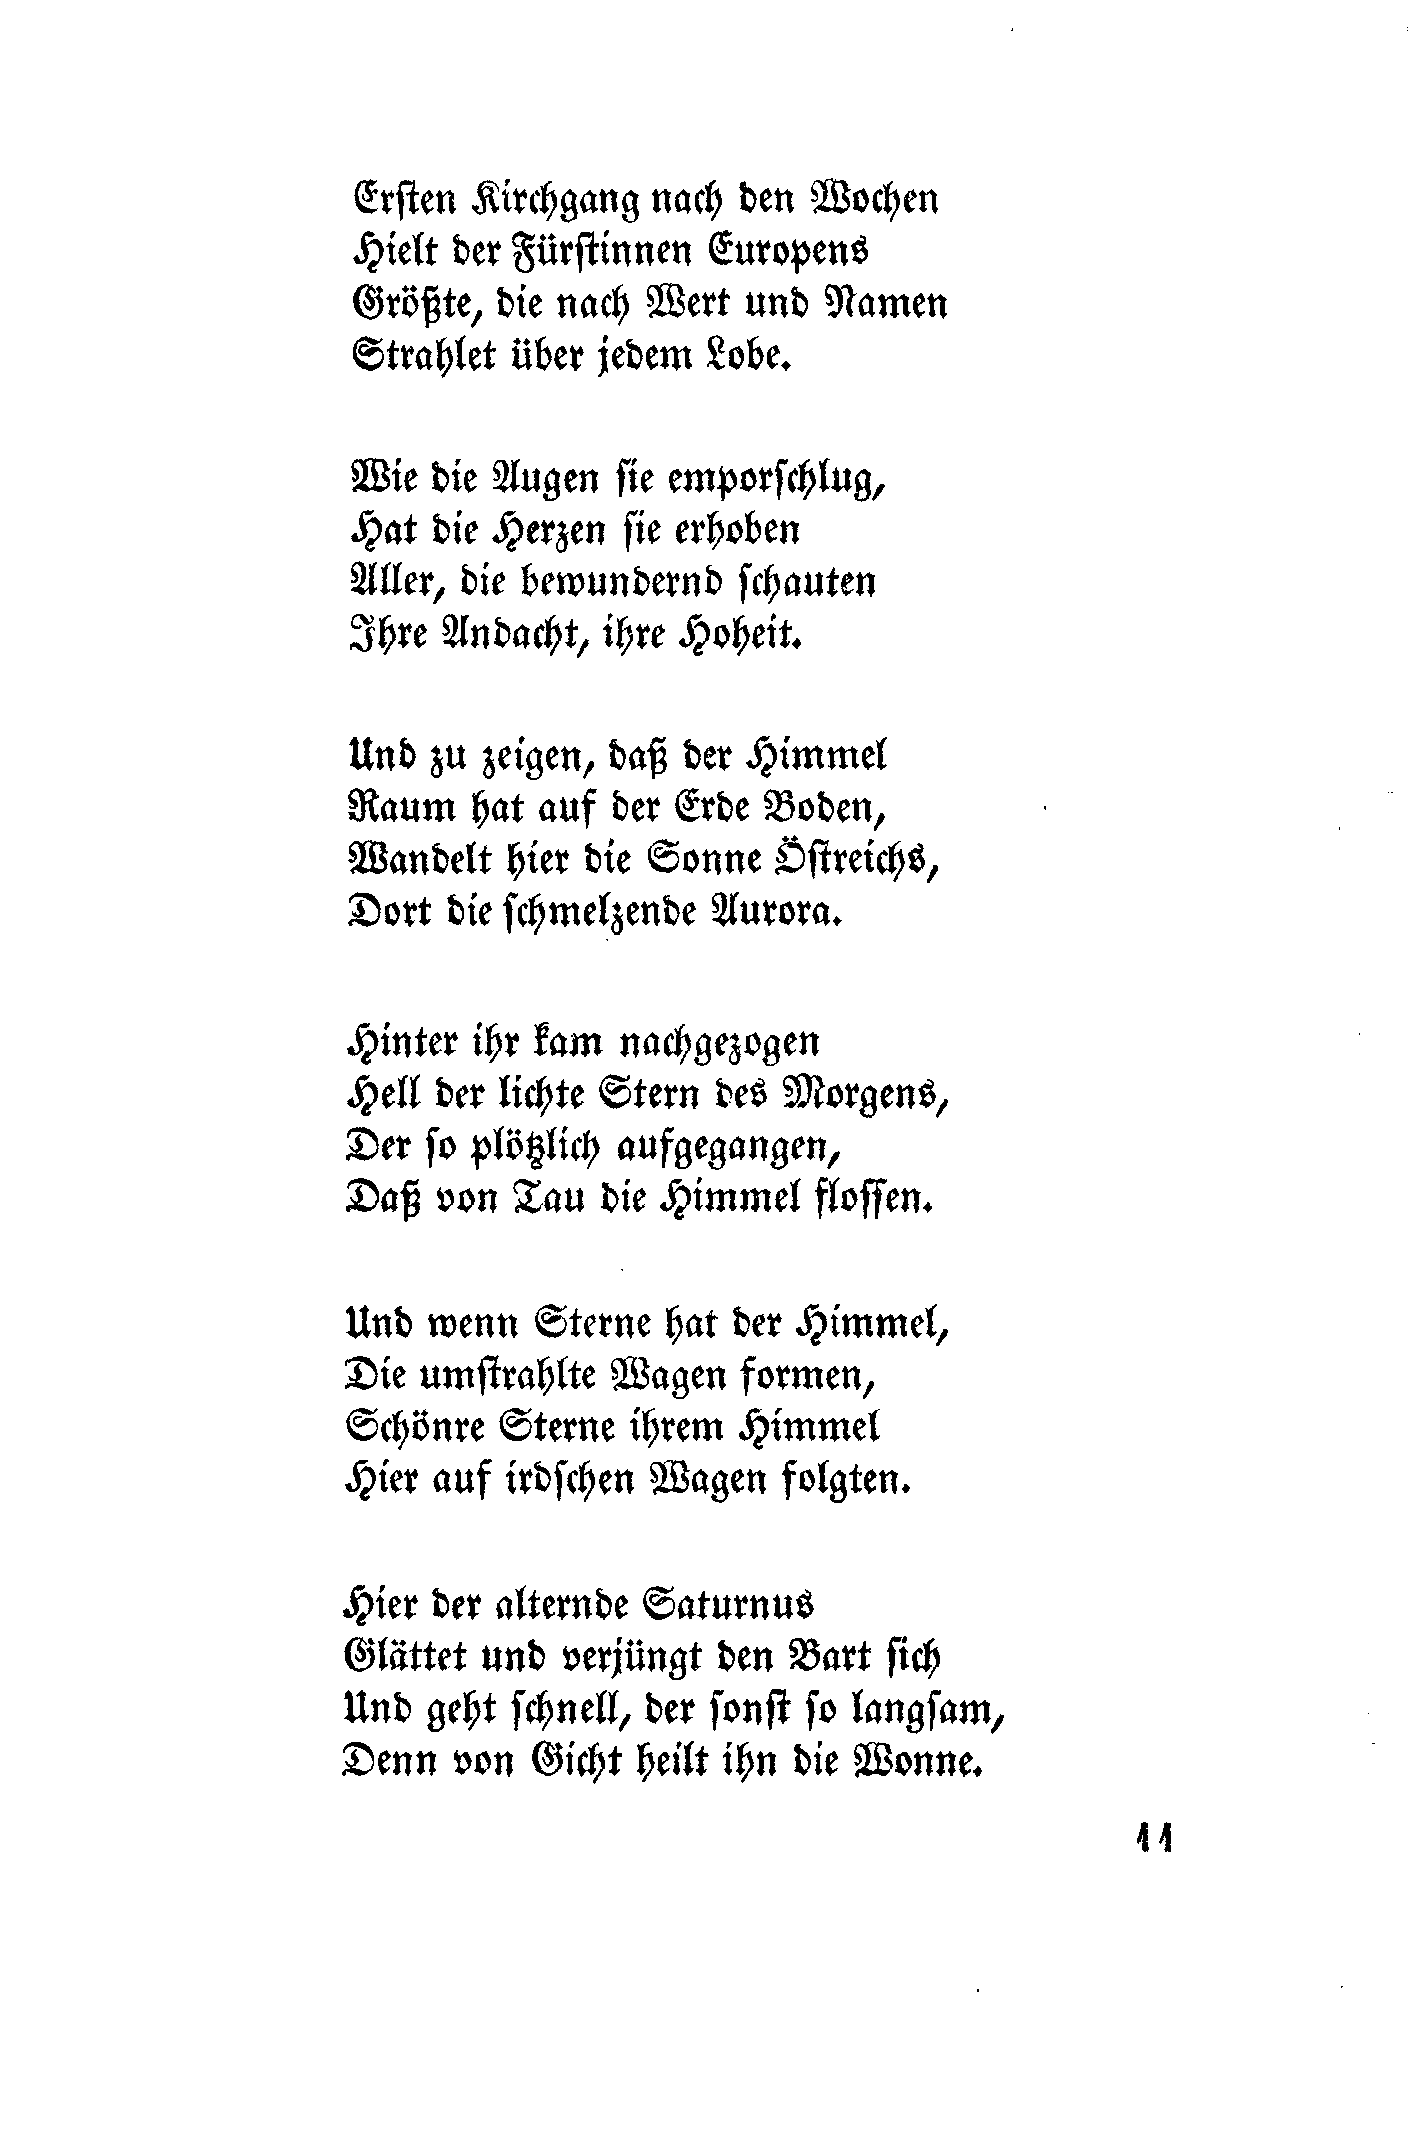 Ersten Kirchgang nach den Wochen
Hielt der Fürstinnen Europens
Größte, die nach Wert und Namen
Strahlet über jedem Lobe.
Wie die Augen sie emporschlug,
Hat die Herzen sie erhoben
Aller, die bewundernd schauten
Ihre Andacht, ihre Hoheit.
Und zu zeigen, daß der Himmel
Raum hat auf der Erde Boden,
Wandelt hier die Sonne Östreichs,
Dort die schmelzende Aurora.
Hinter ihr kam nachgezogen
Hell der lichte Stern des Morgens,
Der so plötzlich aufgegangen,
Daß von Tau die Himmel flossen.
Und wenn Sterne hat der Himmel,
Die umstrahlte Wagen formen,
Schönre Sterne ihrem Himmel
Hier auf irdschen Wagen folgten.
Hier der alternde Saturnus
Glättet und verjüngt den Bart sich
Und geht schnell, der sonst so langsam,
Denn von Gicht heilt ihn die Wonne.
11